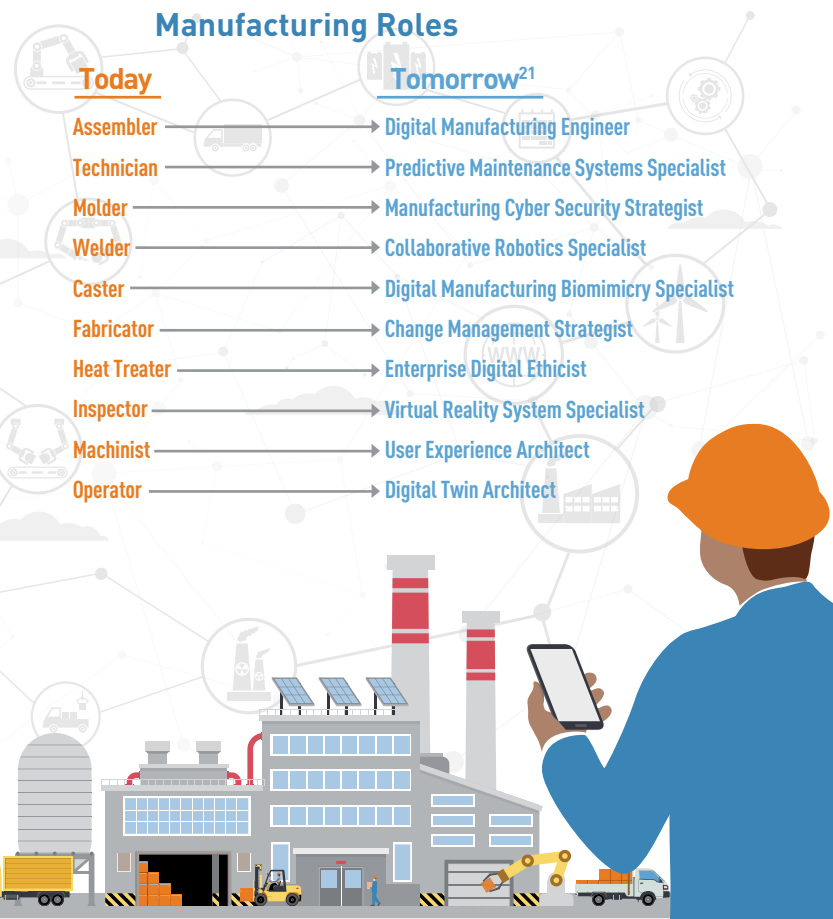 Manufacturing Roles
Today Tomorrow21
Assembler Digital Manufacturing Engineer
Technician Predictive Maintenance Systems Specialist
Molder Manufacturing Cyber Security Strategist
Welder Collaborative Robotics Specialist
Caster Digital Manufacturing Biomimicry Specialist
Fabricator Change Management Strategist
WWW
Heat Treater Enterprise Digital Ethicist
Inspector Virtual Reality System Specialist
Machinist User Experience Architect
Operator Digital Twin Architect